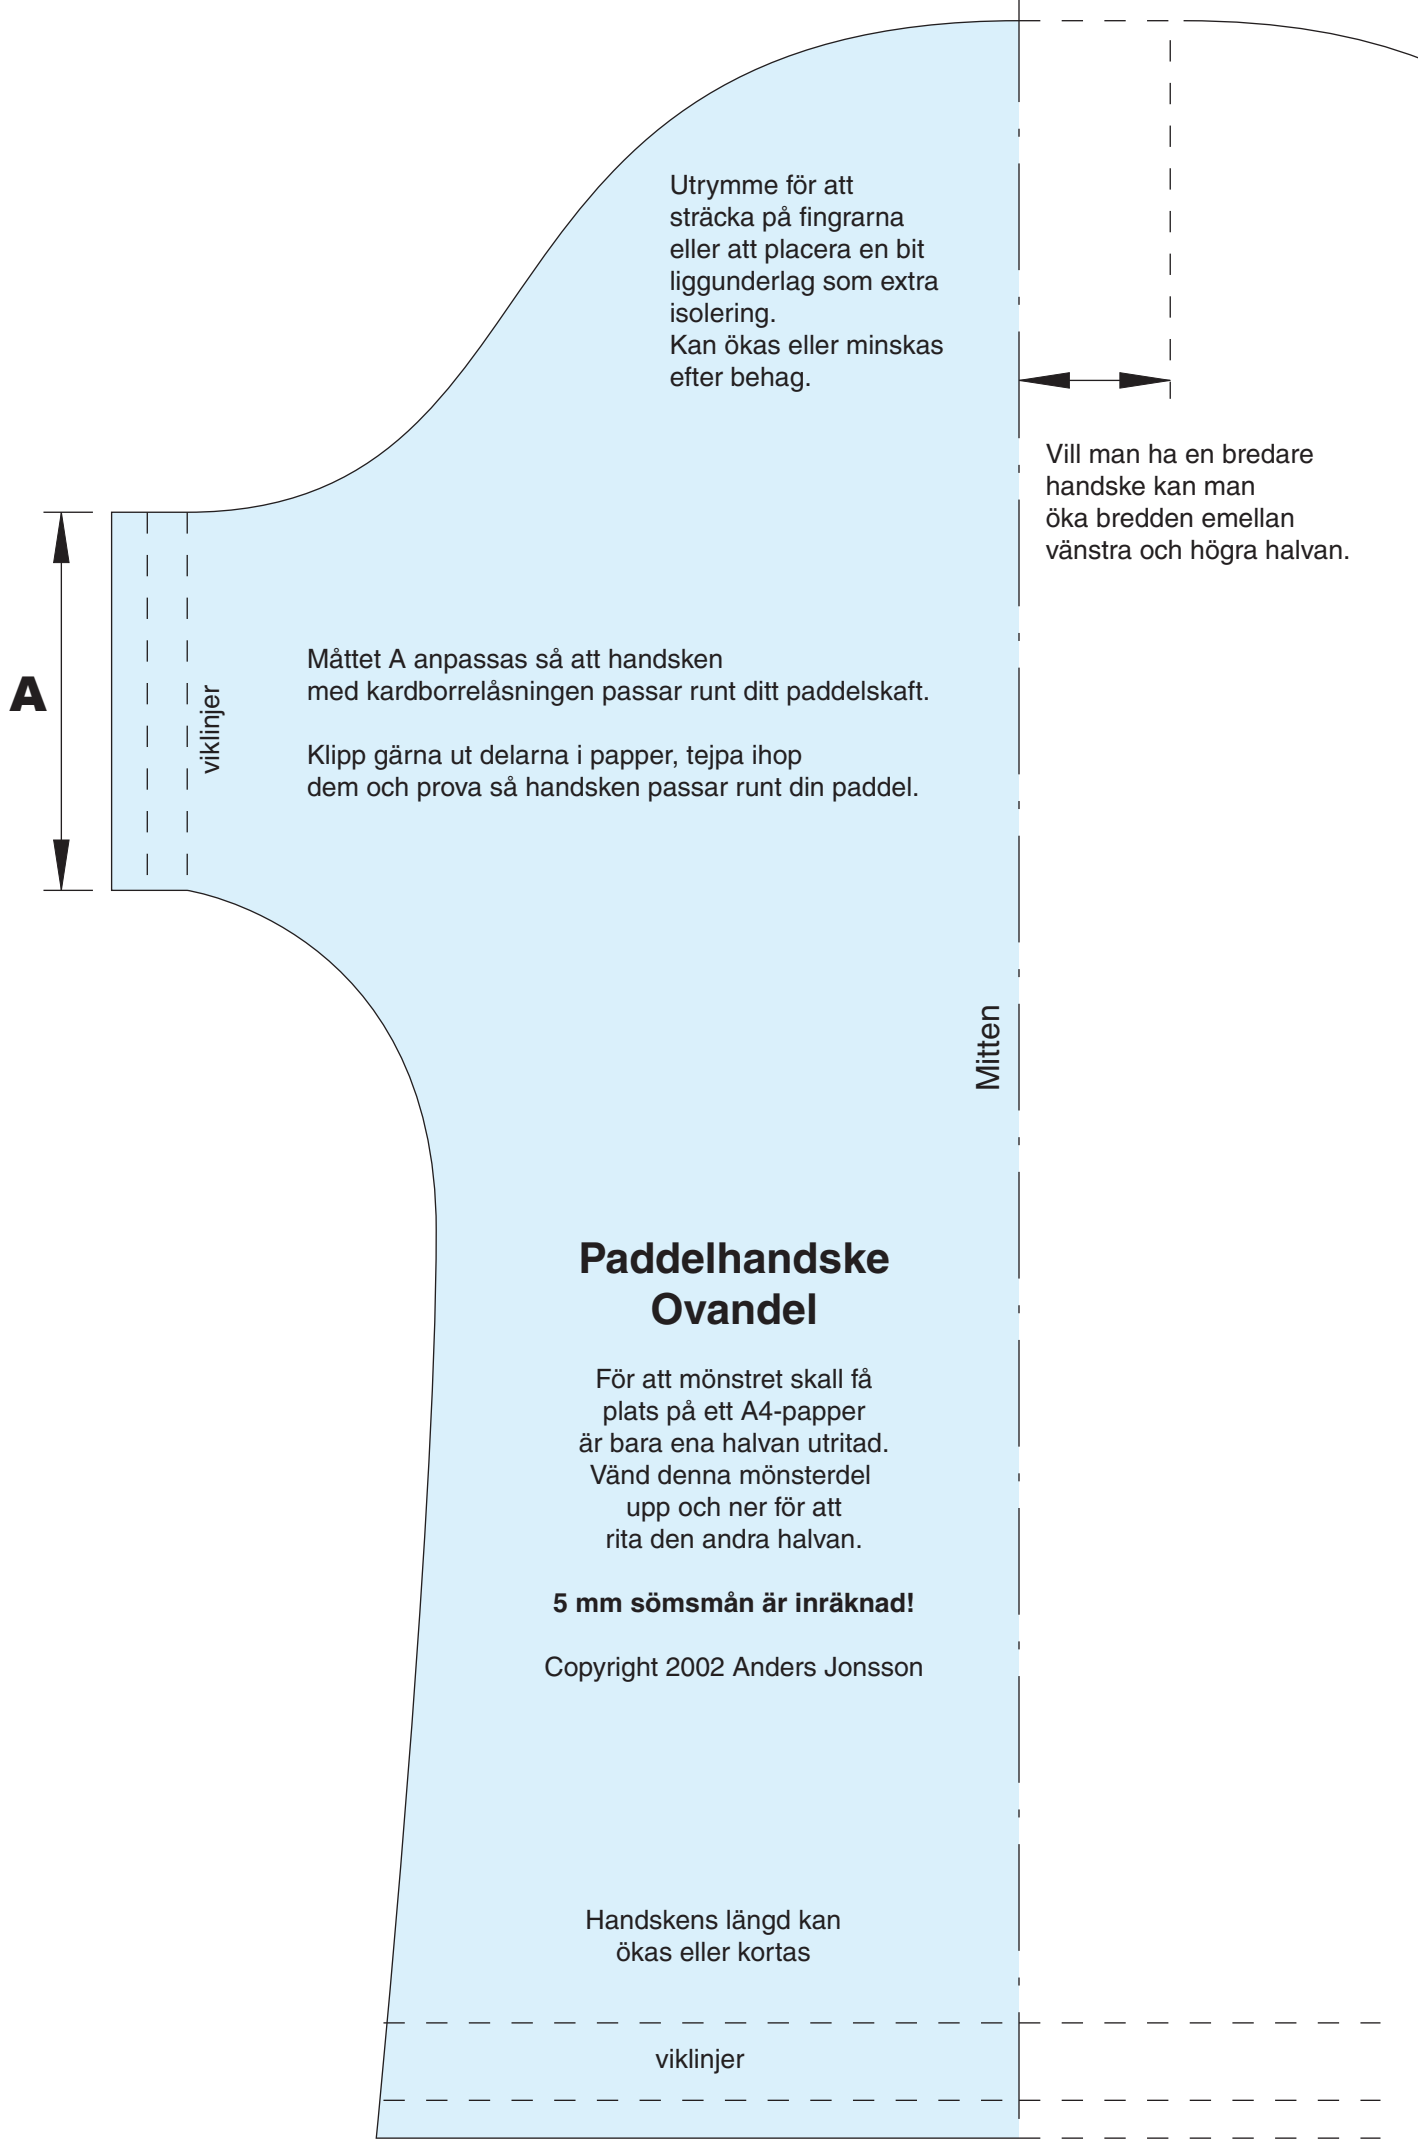 Utrymme för att
sträcka på fingrarna
eller att placera en bit
liggunderlag som extra
isolering.
Kan ökas eller minskas
efter behag.
Vill man ha en bredare
handske kan man
öka bredden emellan
vänstra och högra halvan.
A
viklinjer
Måttet A anpassas så att handsken
med kardborrelåsningen passar runt ditt paddelskaft.
Klipp gärna ut delarna i papper, tejpa ihop
dem och prova så handsken passar runt din paddel.
Mitten
Paddelhandske
Ovandel
För att mönstret skall få
plats på ett A4-papper
är bara ena halvan utritad.
Vänd denna mönsterdel
upp och ner för att
rita den andra halvan.
5 mm sömsmån är inräknad!
Copyright 2002 Anders Jonsson
Handskens längd kan
ökas eller kortas
viklinjer